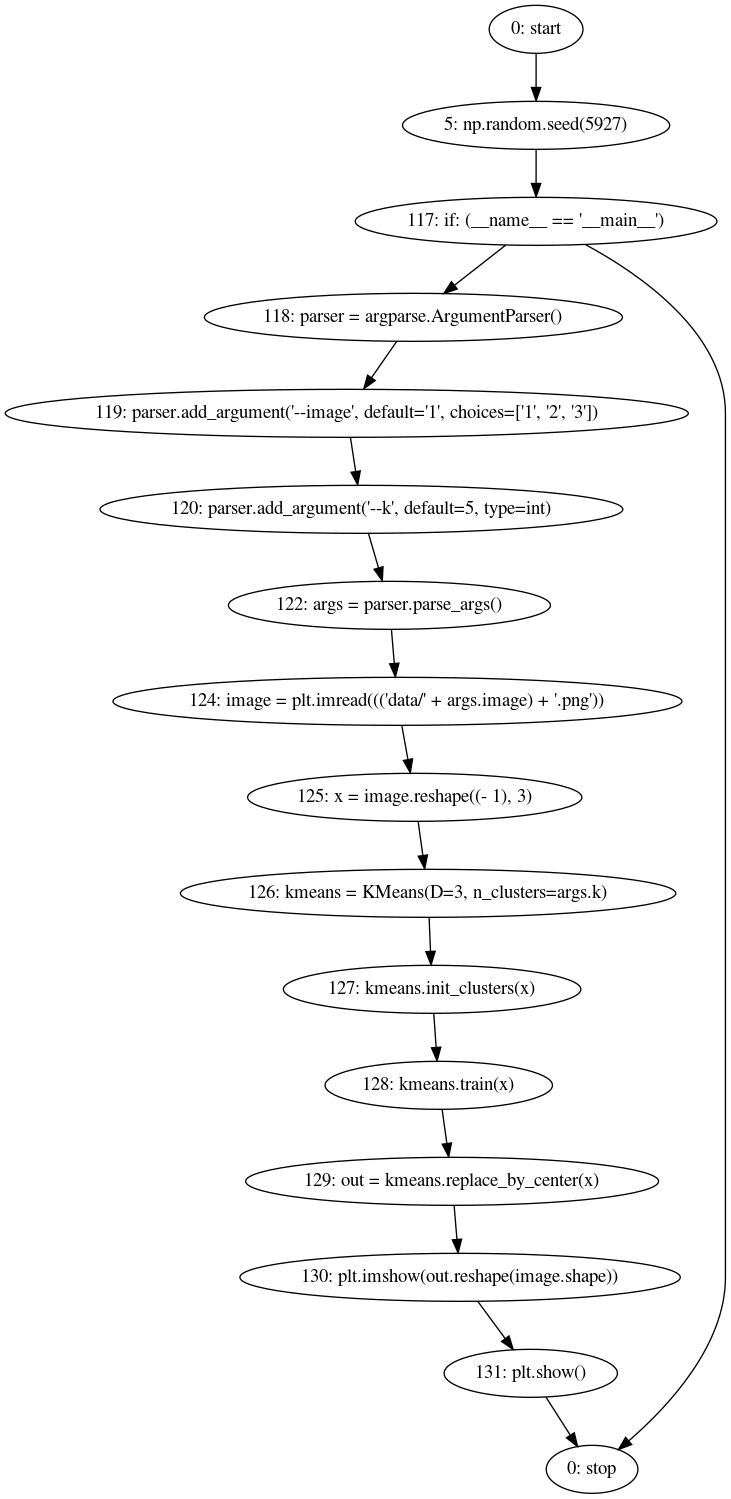 0: start
5: np.random.seed(5927)
117: if: (__name__ == '__main__')
118: parser = argparse.ArgumentParser()
119: parser.add_argument('--image', default='1', choices=['1', '2', '3'])
120: parser.add_argument('--k', default=5, type=int)
122: args = parser.parse_args()
124: image = plt.imread((('data/' + args.image) + '.png'))
125: x = image.reshape((- 1), 3)
126: kmeans = KMeans(D=3, n_clusters=args.k)
127: kmeans.init_clusters(x)
128: kmeans.train(x)
129: out = kmeans.replace_by_center(x)
130: plt.imshow(out.reshape(image.shape))
131: plt.show()
0: stop